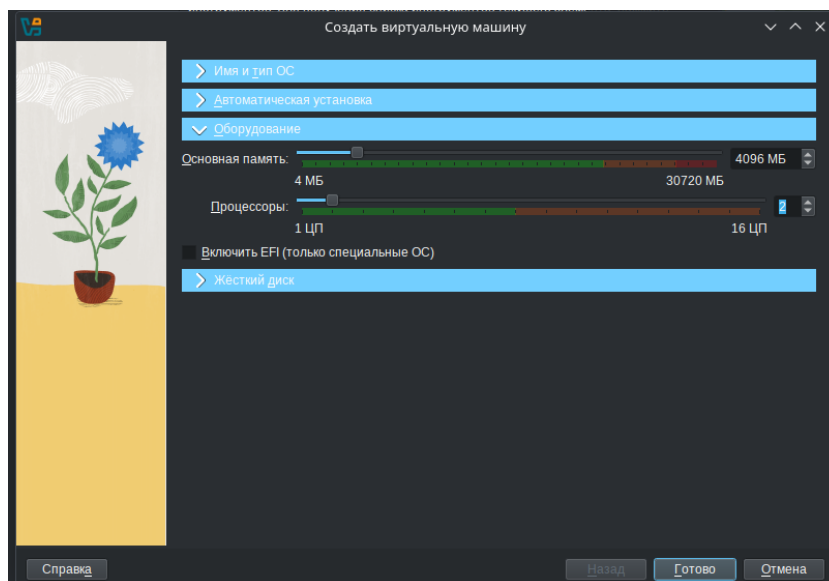 Создать виртуальную машину
Имя и тип ОС
Автоматическая установка
Оборудование
Основная память: 4096 МБ
4 МБ 30720 МБ
Процессоры: 2
1 ЦП 16 ЦП
Включить EFI (только специальные ОС)
Жёсткий диск
Справка Назад Готово Отмена